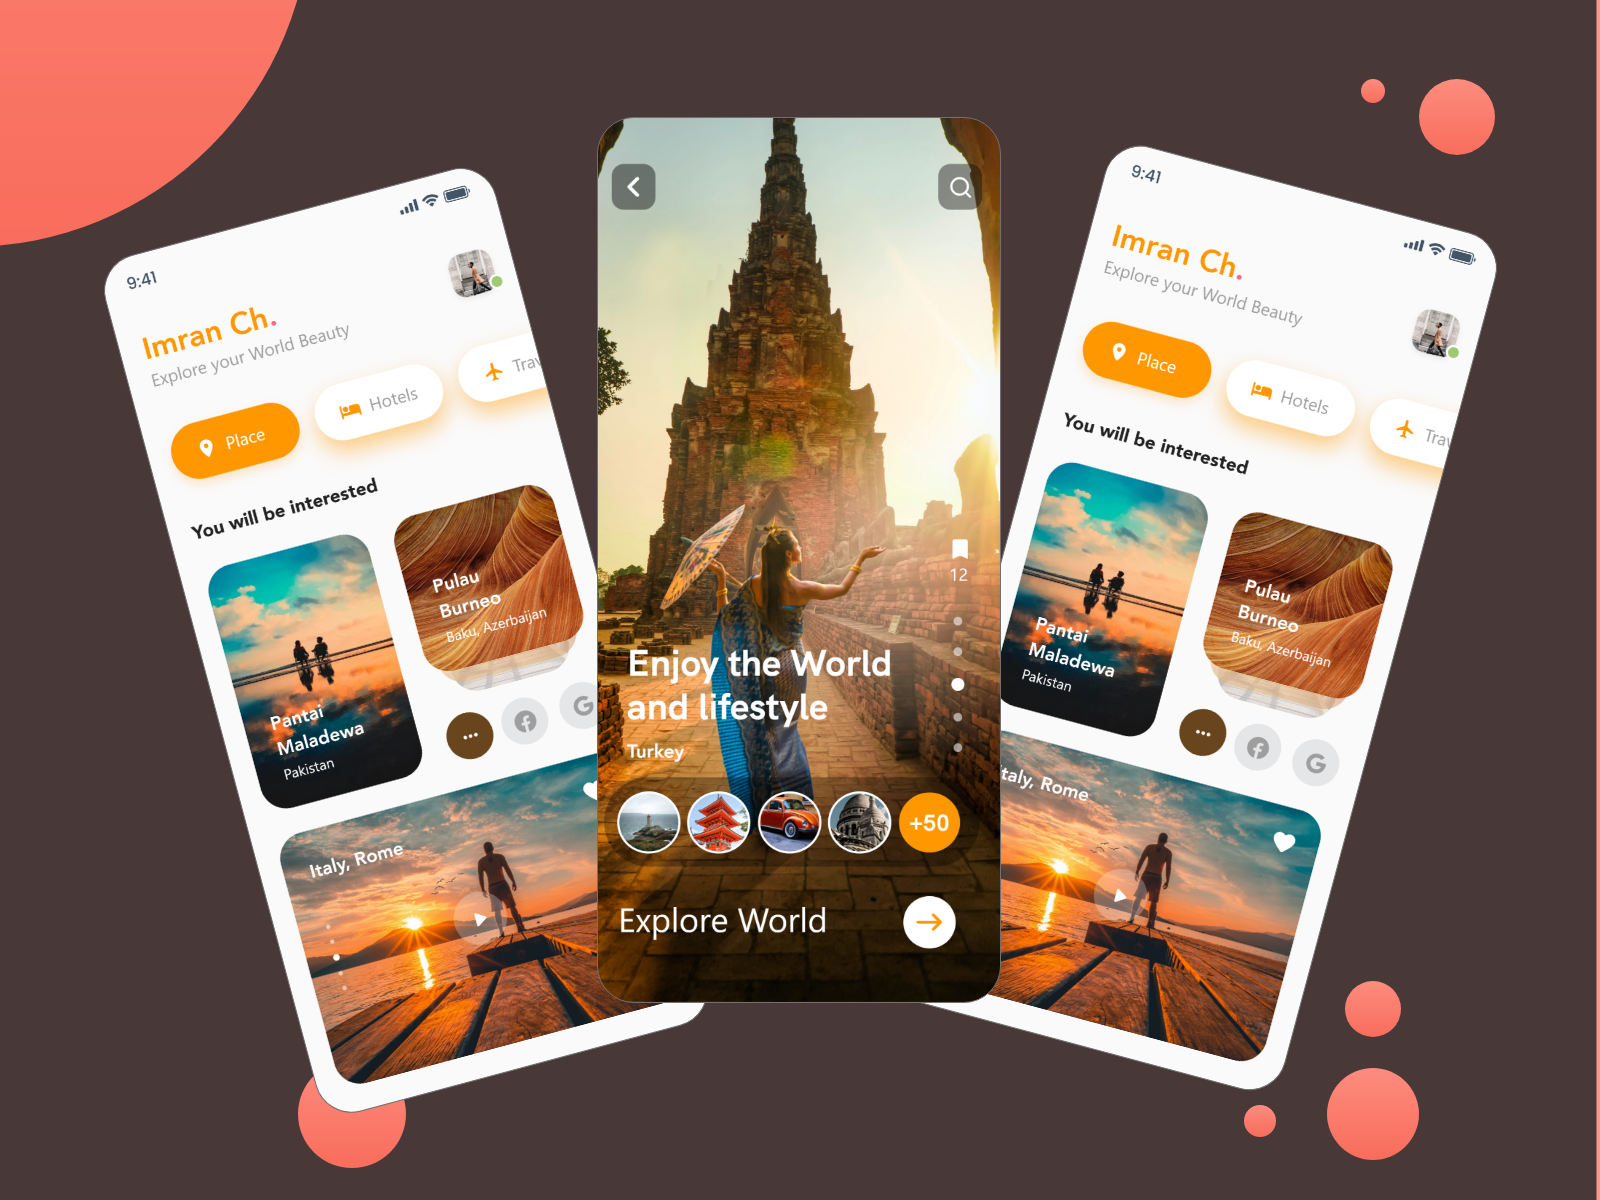 9:41
Imran Ch.
Explore your World Beauty
Place
Hotels
You will be interested
Pantai
Maladewa
Pakistan
Pulau
Burneo
Baku, Azerbaijan
Italy, Rome
12
Enjoy the World
and lifestyle
Turkey
+50
Explore World
9:41
Imran Ch.
Explore your World Beauty
Place
Hotels
You will be interested
Pantai
Maladewa
Pakistan
Pulau
Burneo
Baku, Azerbaijan
Italy, Rome